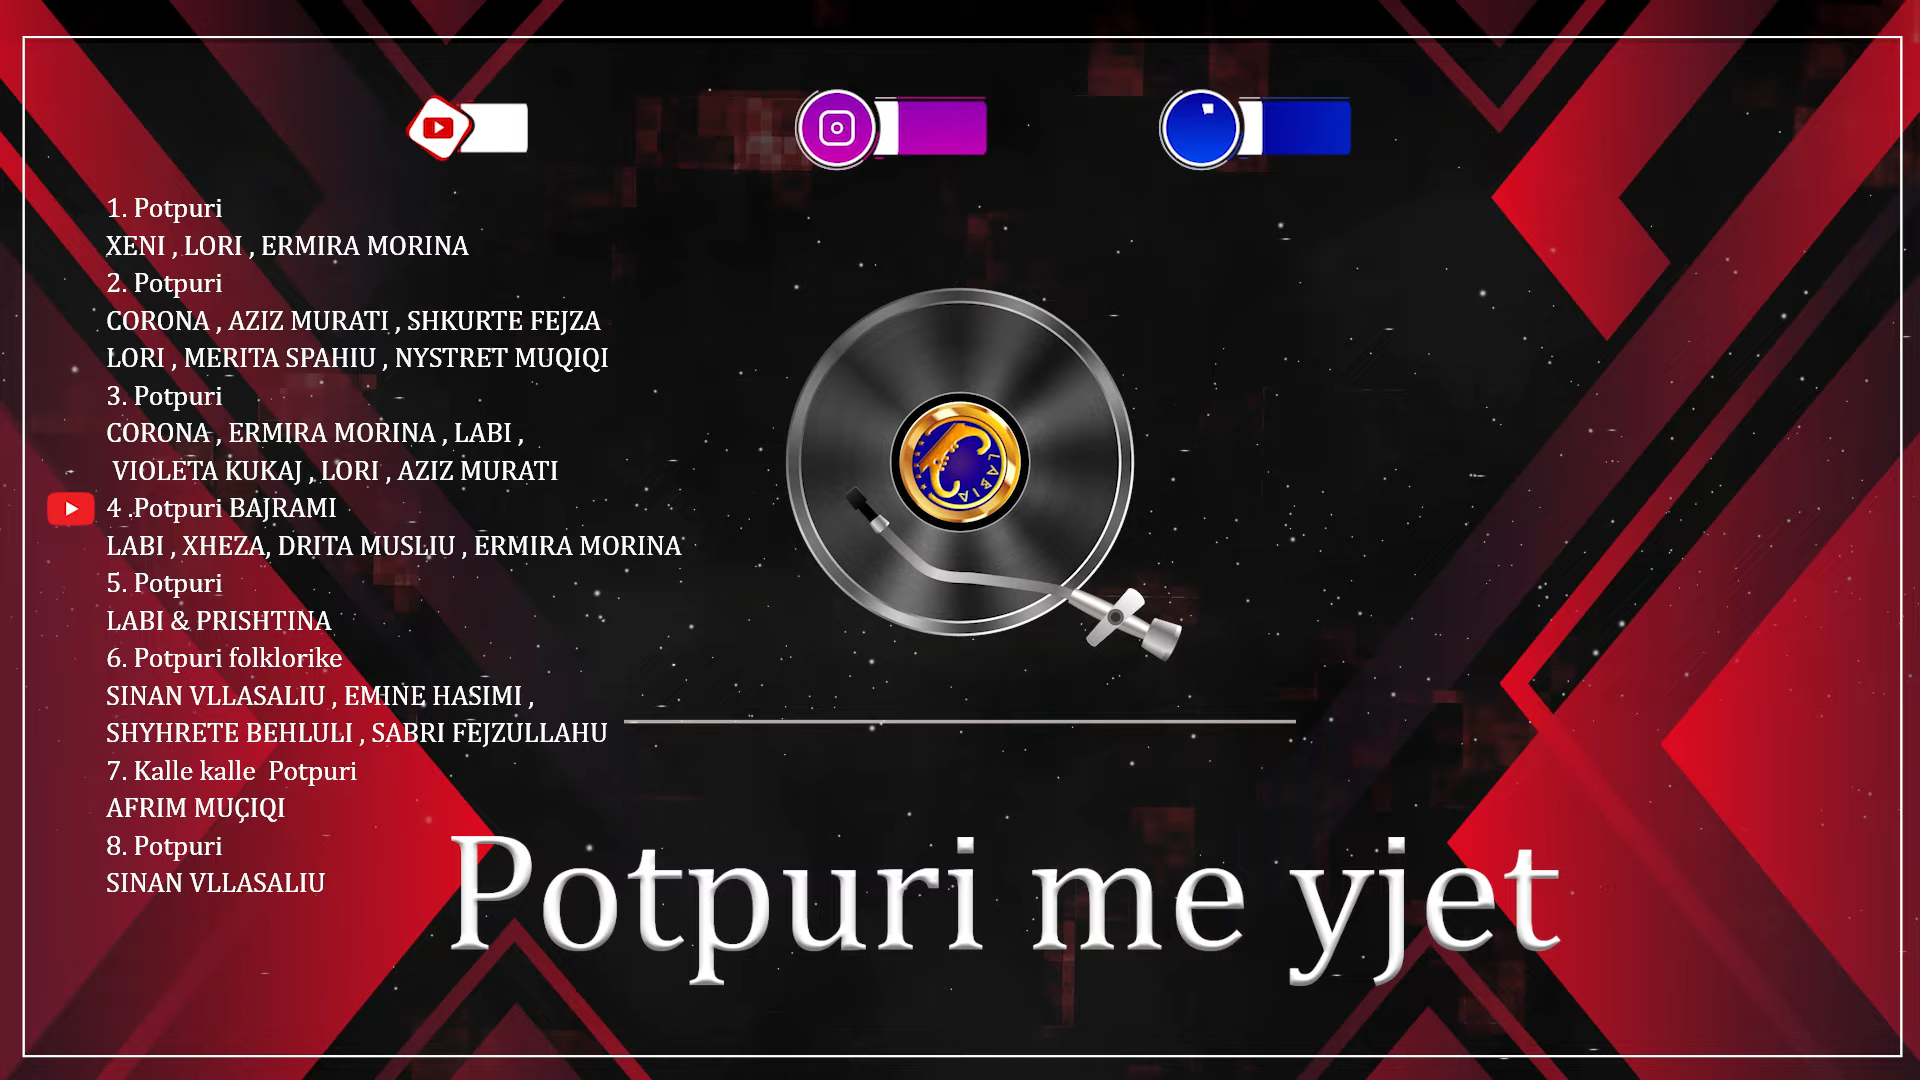 1. Potpuri
XENI , LORI , ERMIRA MORINA
2. Potpuri
CORONA , AZIZ MURATI , SHKURTE FEJZA
LORI , MERITA SPAHIU , NYSTRET MUQIQI
3. Potpuri
CORONA , ERMIRA MORINA , LABI ,
VIOLETA KUKAJ , LORI , AZIZ MURATI
4 .Potpuri BAJRAMI
LABI , XHEZA, DRITA MUSLIU , ERMIRA MORINA
5. Potpuri
LABI & PRISHTINA
6. Potpuri folklorike
SINAN VLLASALIU , EMINE HASIMI ,
SHYHRETE BEHLULI , SABRI FEJZULLAHU
7. Kalle kalle  Potpuri
AFRIM MUÇIQI
8. Potpuri
SINAN VLLASALIU
LABIA
Potpuri me yjet